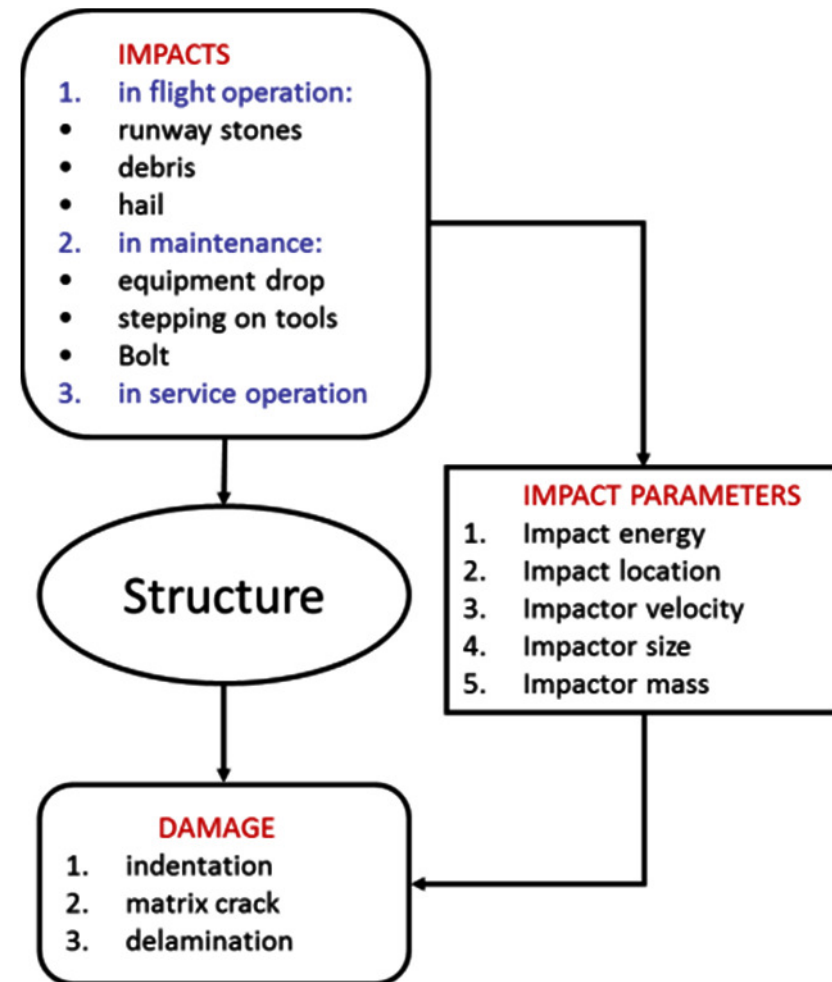 IMPACTS
1. in flight operation:
• runway stones
• debris
• hail
2. in maintenance:
• equipment drop
• stepping on tools
• Bolt
3. in service operation
Structure
IMPACT PARAMETERS
1. Impact energy
2. Impact location
3. Impactor velocity
4. Impactor size
5. Impactor mass
DAMAGE
1. indentation
2. matrix crack
3. delamination